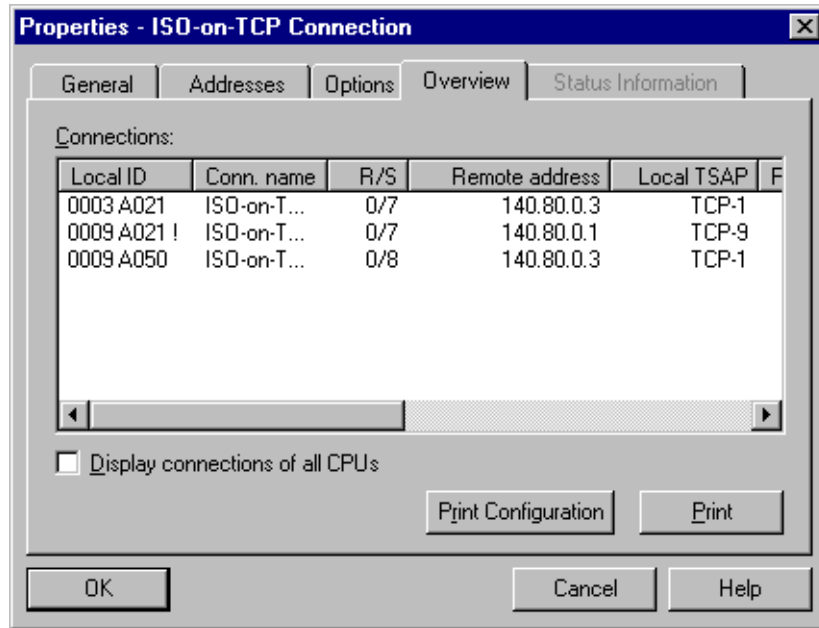 Properties - ISO-on-TCP Connection
General Addresses Options Overview Status Information
Connections:
Local ID Conn. name R/S Remote address Local TSAP F
0003 A021 ISO-on-T... 0/7 140.80.0.3 TCP-1
0009 A021 ! ISO-on-T... 0/7 140.80.0.1 TCP-9
0009 A050 ISO-on-T... 0/8 140.80.0.3 TCP-1
Display connections of all CPUs
Print Configuration Print
OK Cancel Help